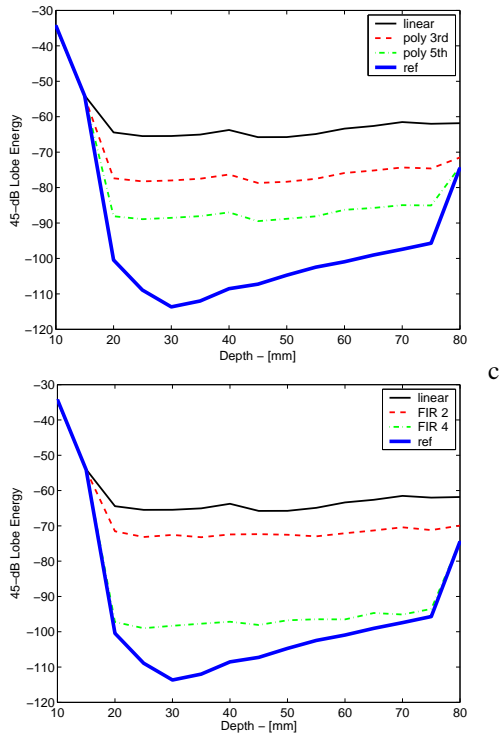 −30
−40
−50
−60
−70
−80
−90
−100
−110
−120
45−dB Lobe Energy
linear
poly 3rd
poly 5th
ref
10 20 30 40 50 60 70 80
Depth − [mm]
c
−30
−40
−50
−60
−70
−80
−90
−100
−110
−120
45−dB Lobe Energy
linear
FIR 2
FIR 4
ref
10 20 30 40 50 60 70 80
Depth − [mm]